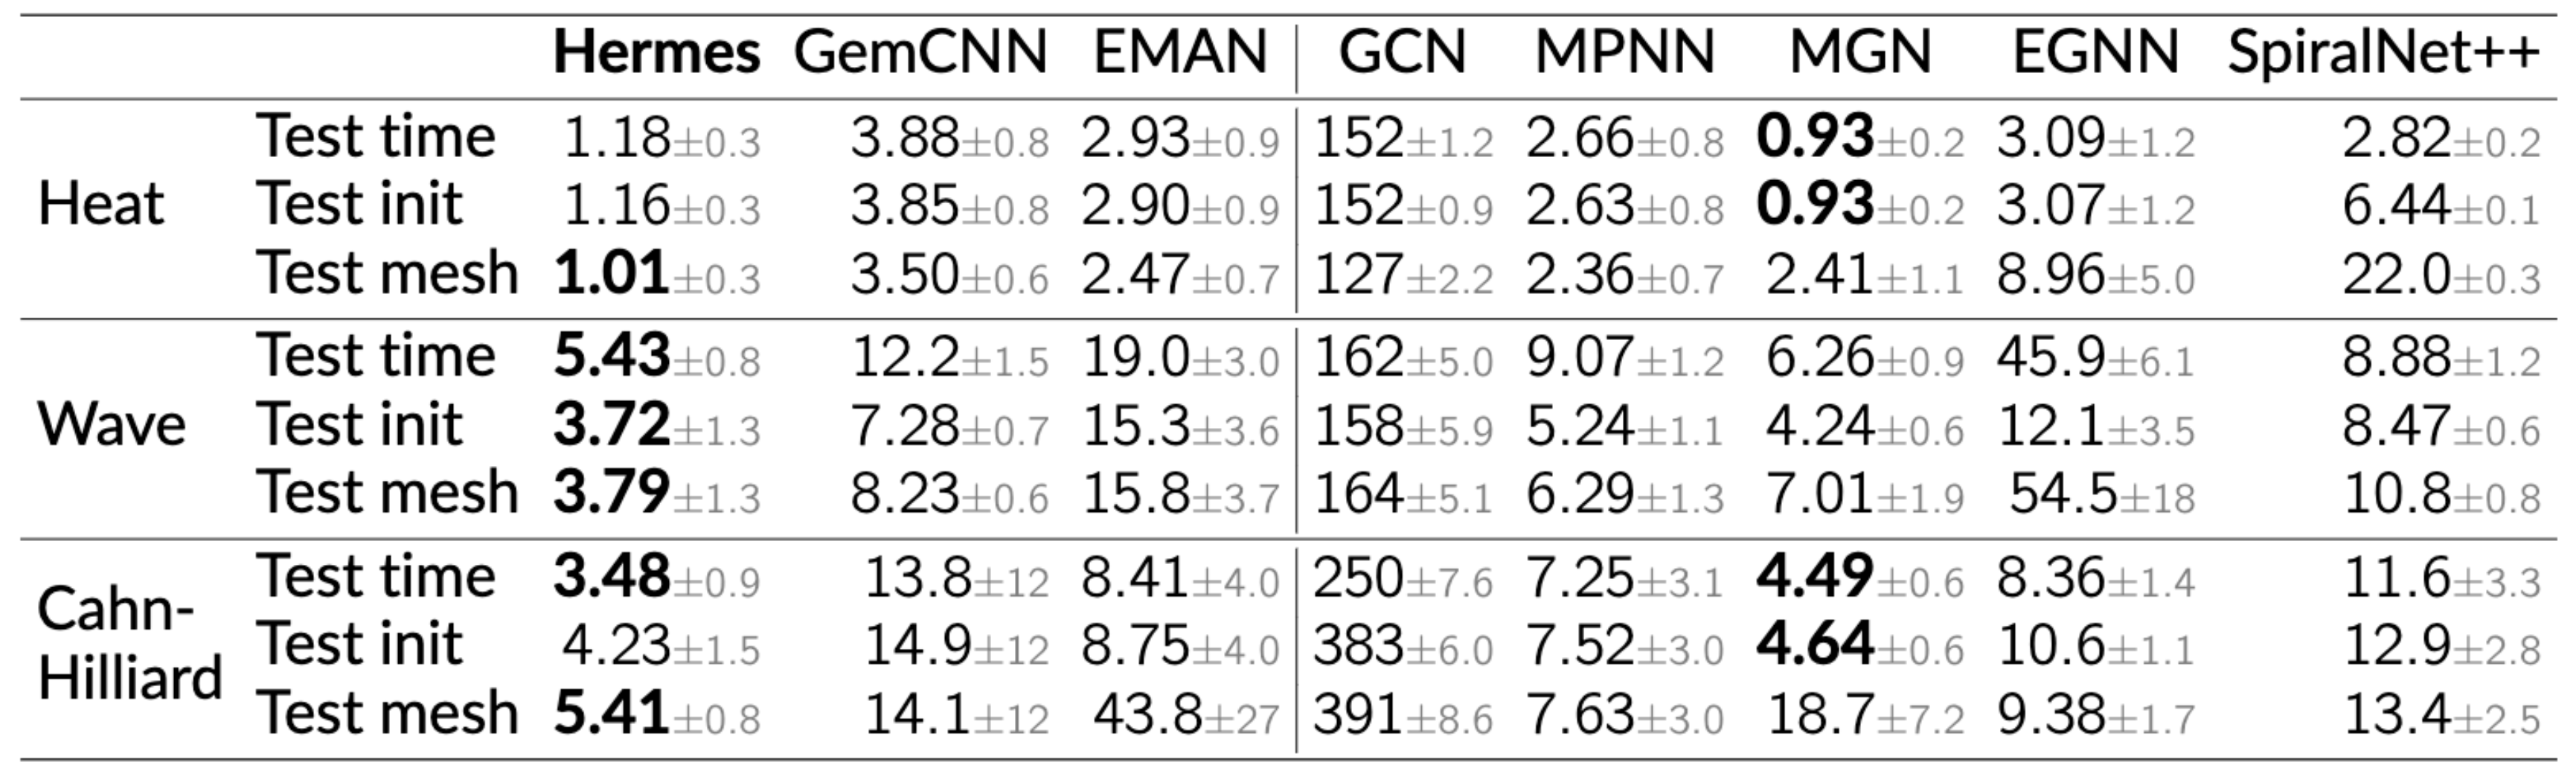 Hermes GemCNN EMAN GCN MPNN MGN EGNN SpiralNet++
Test time 1.18±0.3 3.88±0.8 2.93±0.9 152±1.2 2.66±0.8 0.93±0.2 3.09±1.2 2.82±0.2
Heat Test init 1.16±0.3 3.85±0.8 2.90±0.9 152±0.9 2.63±0.8 0.93±0.2 3.07±1.2 6.44±0.1
Test mesh 1.01±0.3 3.50±0.6 2.47±0.7 127±2.2 2.36±0.7 2.41±1.1 8.96±5.0 22.0±0.3
Test time 5.43±0.8 12.2±1.5 19.0±3.0 162±5.0 9.07±1.2 6.26±0.9 45.9±6.1 8.88±1.2
Wave Test init 3.72±1.3 7.28±0.7 15.3±3.6 158±5.9 5.24±1.1 4.24±0.6 12.1±3.5 8.47±0.6
Test mesh 3.79±1.3 8.23±0.6 15.8±3.7 164±5.1 6.29±1.3 7.01±1.9 54.5±18 10.8±0.8
Test time 3.48±0.9 13.8±12 8.41±4.0 250±7.6 7.25±3.1 4.49±0.6 8.36±1.4 11.6±3.3
Cahn-
Test init 4.23±1.5 14.9±12 8.75±4.0 383±6.0 7.52±3.0 4.64±0.6 10.6±1.1 12.9±2.8
Hilliard
Test mesh 5.41±0.8 14.1±12 43.8±27 391±8.6 7.63±3.0 18.7±7.2 9.38±1.7 13.4±2.5